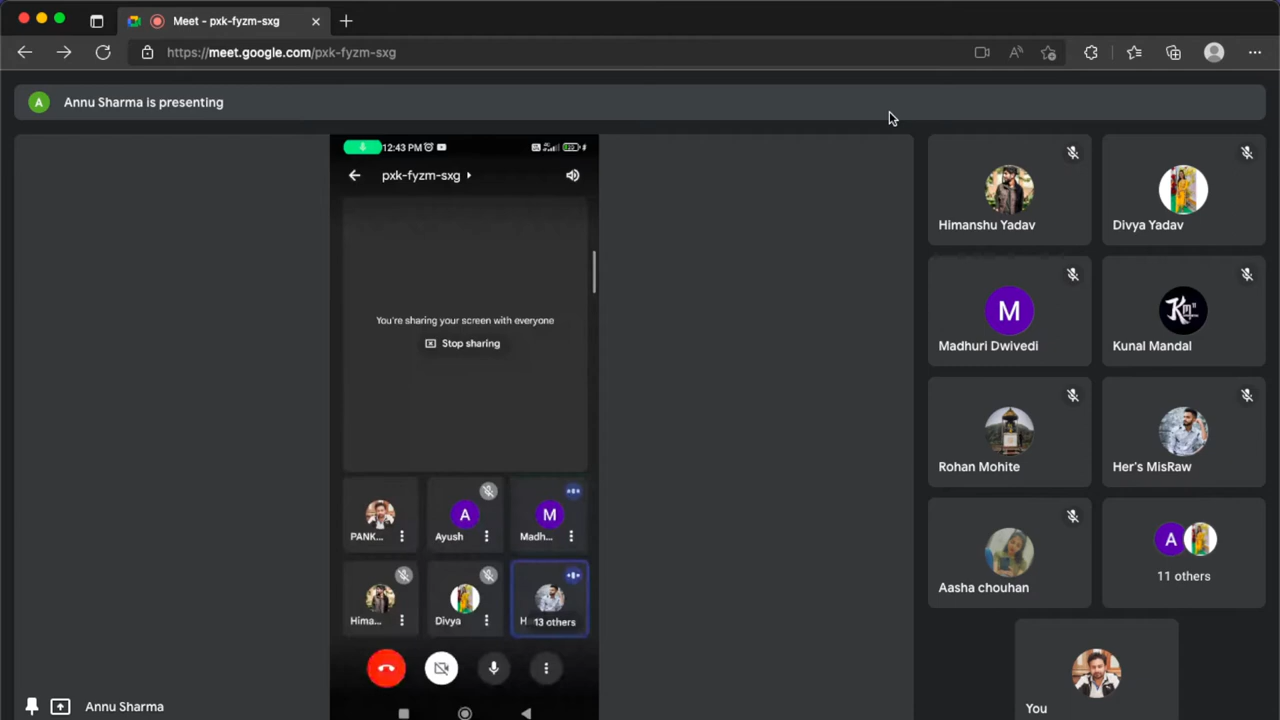 Meet - pxk-fyzm-sxg
https://meet.google.com/pxk-fyzm-sxg
A
Annu Sharma is presenting
12:43 PM
pxk-fyzm-sxg
You're sharing your screen with everyone
Stop sharing
PANK...
A
Ayush
M
Madh...
Hima...
Divya
H
13 others
Annu Sharma
Himanshu Yadav
Divya Yadav
M
Madhuri Dwivedi
KM
Kunal Mandal
Rohan Mohite
Her's MisRaw
Aasha chouhan
A
11 others
You